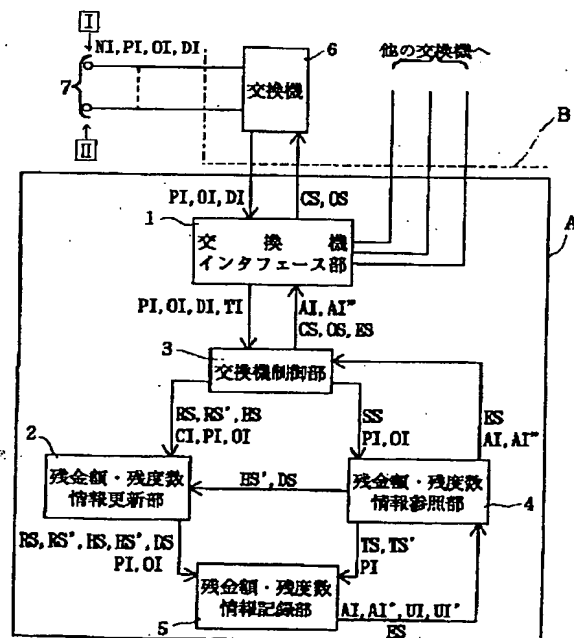 I
NI, PI, OI, DI
6
他の交換機へ
7
交換機
B
II
PI, OI, DI
CS, OS
1
A
交換機
インタフェース部
PI, OI, DI, TI
AI, AI"
CS, OS, ES
3
交換機制御部
RS, RS', HS
CI, PI, OI
SS
PI, OI
ES
AI, AI"
2
残金額・残度数
情報更新部
HS', DS
残金額・残度数
情報参照部
4
RS, RS', HS, HS', DS
PI, OI
TS, TS'
PI
残金額・残度数
情報記録部
5
AI, AI', UI, UI'
ES